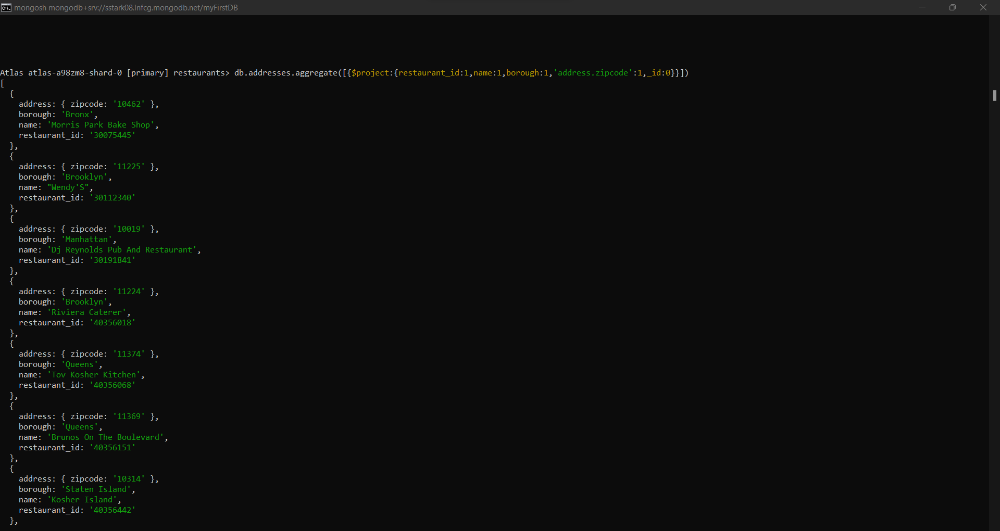 mongosh mongodb+srv://sstark08.lnfcg.mongodb.net/myFirstDB
Atlas atlas-a98zm8-shard-0 [primary] restaurants> db.addresses.aggregate([{$project:{restaurant_id:1,name:1,borough:1,'address.zipcode':1,_id:0}}])
[
  {
    address: { zipcode: '10462' },
    borough: 'Bronx',
    name: 'Morris Park Bake Shop',
    restaurant_id: '30075445'
  },
  {
    address: { zipcode: '11225' },
    borough: 'Brooklyn',
    name: "Wendy'S",
    restaurant_id: '30112340'
  },
  {
    address: { zipcode: '10019' },
    borough: 'Manhattan',
    name: 'Dj Reynolds Pub And Restaurant',
    restaurant_id: '30191841'
  },
  {
    address: { zipcode: '11224' },
    borough: 'Brooklyn',
    name: 'Riviera Caterer',
    restaurant_id: '40356018'
  },
  {
    address: { zipcode: '11374' },
    borough: 'Queens',
    name: 'Tov Kosher Kitchen',
    restaurant_id: '40356068'
  },
  {
    address: { zipcode: '11369' },
    borough: 'Queens',
    name: 'Brunos On The Boulevard',
    restaurant_id: '40356151'
  },
  {
    address: { zipcode: '10314' },
    borough: 'Staten Island',
    name: 'Kosher Island',
    restaurant_id: '40356442'
  },